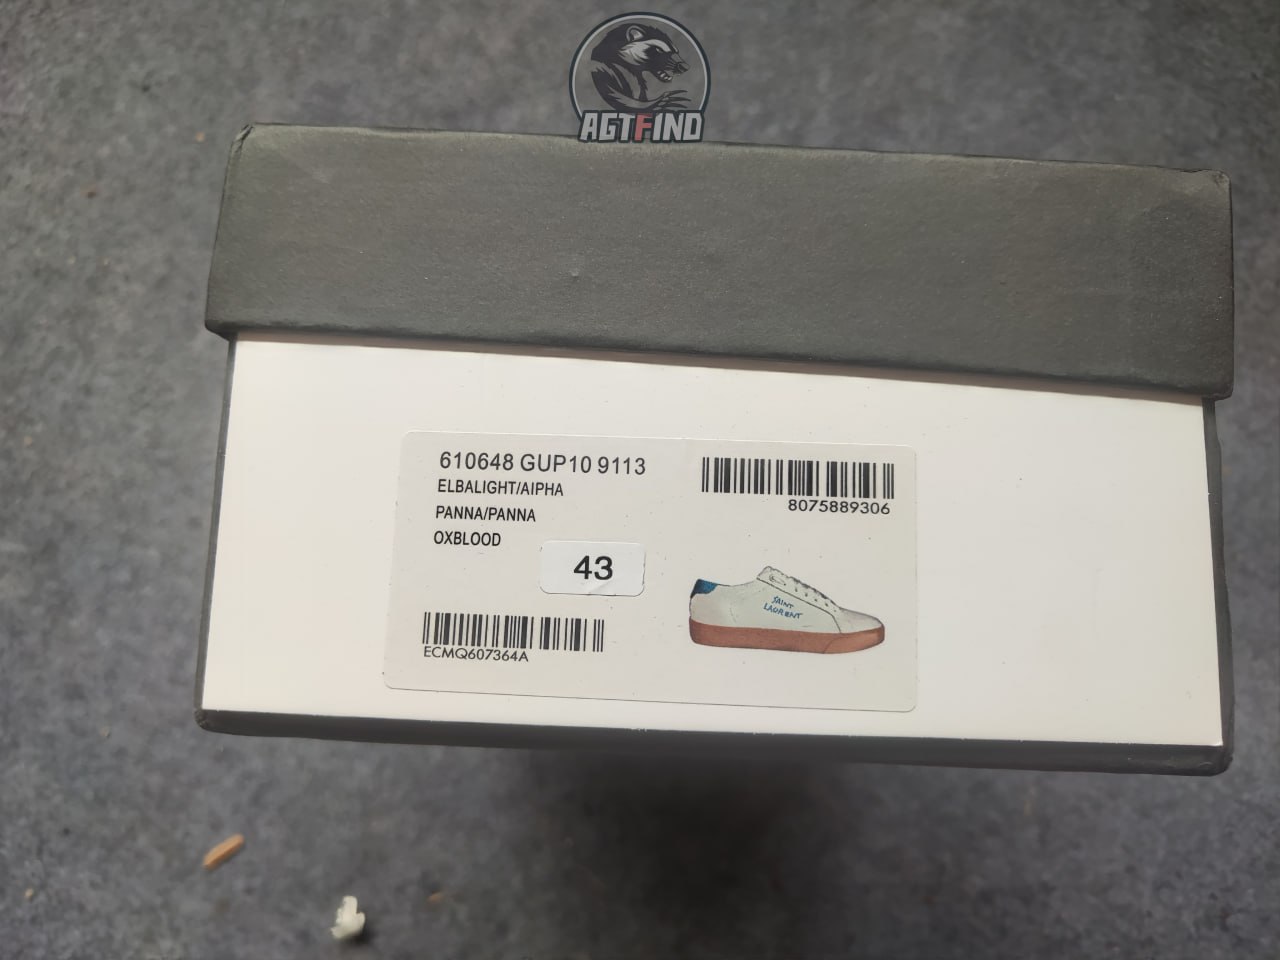 AGTFIND
610648 GUP10 9113
ELBALIGHT/AIPHA
PANNA/PANNA
OXBLOOD
43
ECMQ607364A
8075889306
SAINT
LAURENT